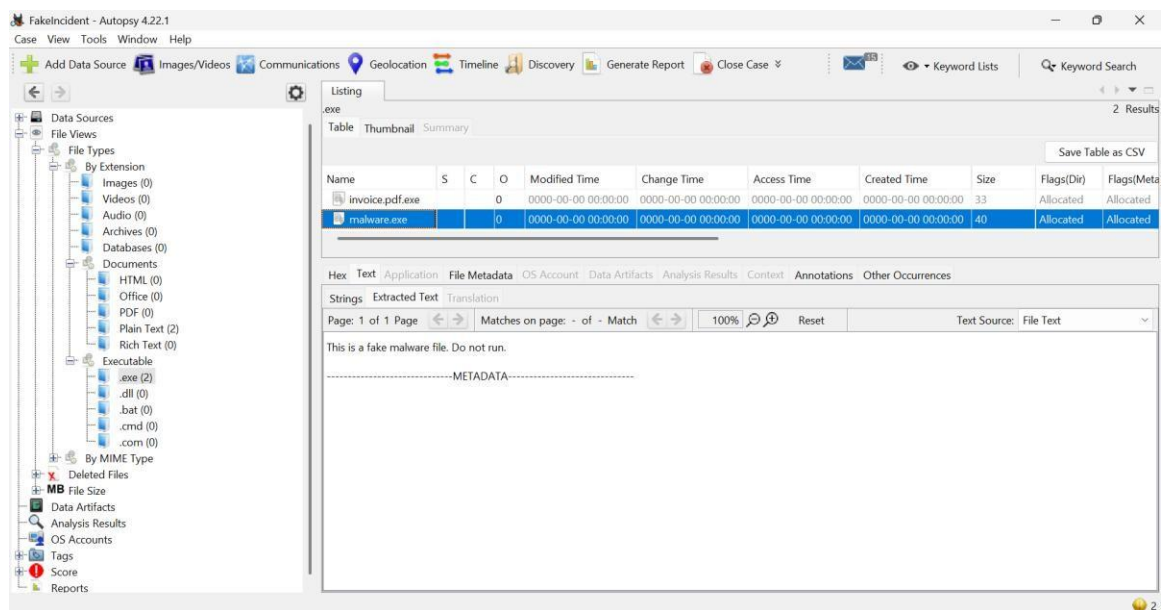 FakeIncident - Autopsy 4.22.1
Case View Tools Window Help
Add Data Source Images/Videos Communications Geolocation Timeline Discovery Generate Report Close Case 15 Keyword Lists Keyword Search
Listing
.exe 2 Results
Table Thumbnail Summary
Save Table as CSV
Name S C O Modified Time Change Time Access Time Created Time Size Flags(Dir) Flags(Meta
invoice.pdf.exe 0 0000-00-00 00:00:00 0000-00-00 00:00:00 0000-00-00 00:00:00 0000-00-00 00:00:00 33 Allocated Allocated
malware.exe 0 0000-00-00 00:00:00 0000-00-00 00:00:00 0000-00-00 00:00:00 0000-00-00 00:00:00 40 Allocated Allocated
Data Sources
File Views
File Types
By Extension
Images (0)
Videos (0)
Audio (0)
Archives (0)
Databases (0)
Documents
HTML (0)
Office (0)
PDF (0)
Plain Text (2)
Rich Text (0)
Executable
.exe (2)
.dll (0)
.bat (0)
.cmd (0)
.com (0)
By MIME Type
Deleted Files
MB File Size
Data Artifacts
Analysis Results
OS Accounts
Tags
Score
Reports
Hex Text Application File Metadata OS Account Data Artifacts Analysis Results Context Annotations Other Occurrences
Strings Extracted Text Translation
Page: 1 of 1 Page Matches on page: - of - Match 100% Reset Text Source: File Text
This is a fake malware file. Do not run.
------------------------------METADATA------------------------------
2